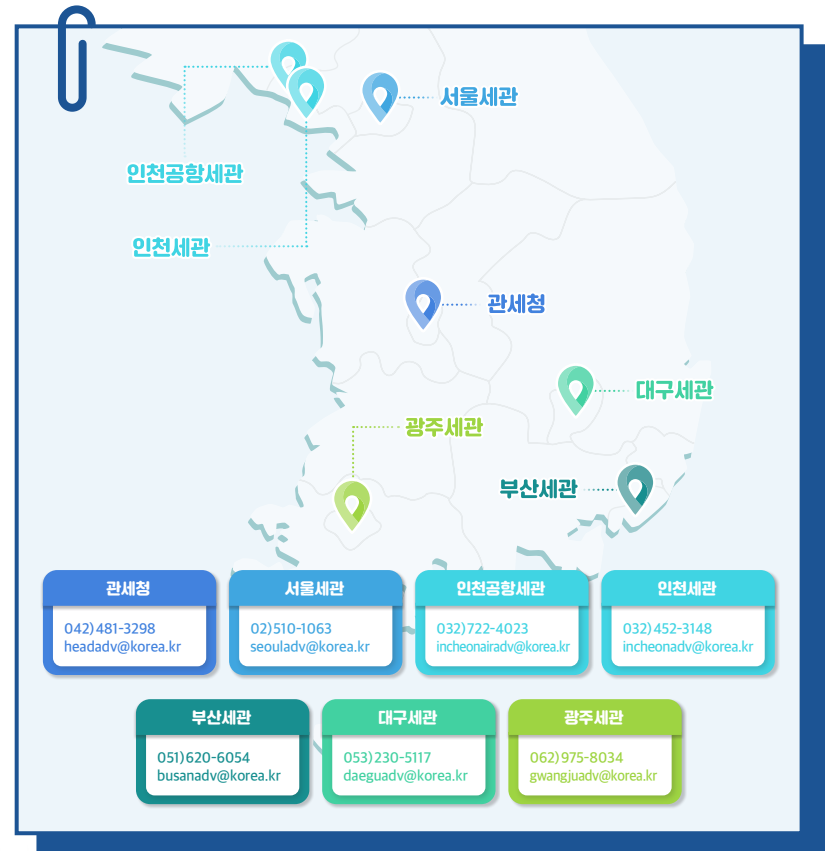 서울세관
인천공항세관
인천세관
관세청
대구세관
광주세관
부산세관
관세청
042)481-3298
headadv@korea.kr
서울세관
02)510-1063
seouladv@korea.kr
인천공항세관
032)722-4023
incheonairadv@korea.kr
인천세관
032)452-3148
incheonadv@korea.kr
부산세관
051)620-6054
busanadv@korea.kr
대구세관
053)230-5117
daeguadv@korea.kr
광주세관
062)975-8034
gwangjuadv@korea.kr